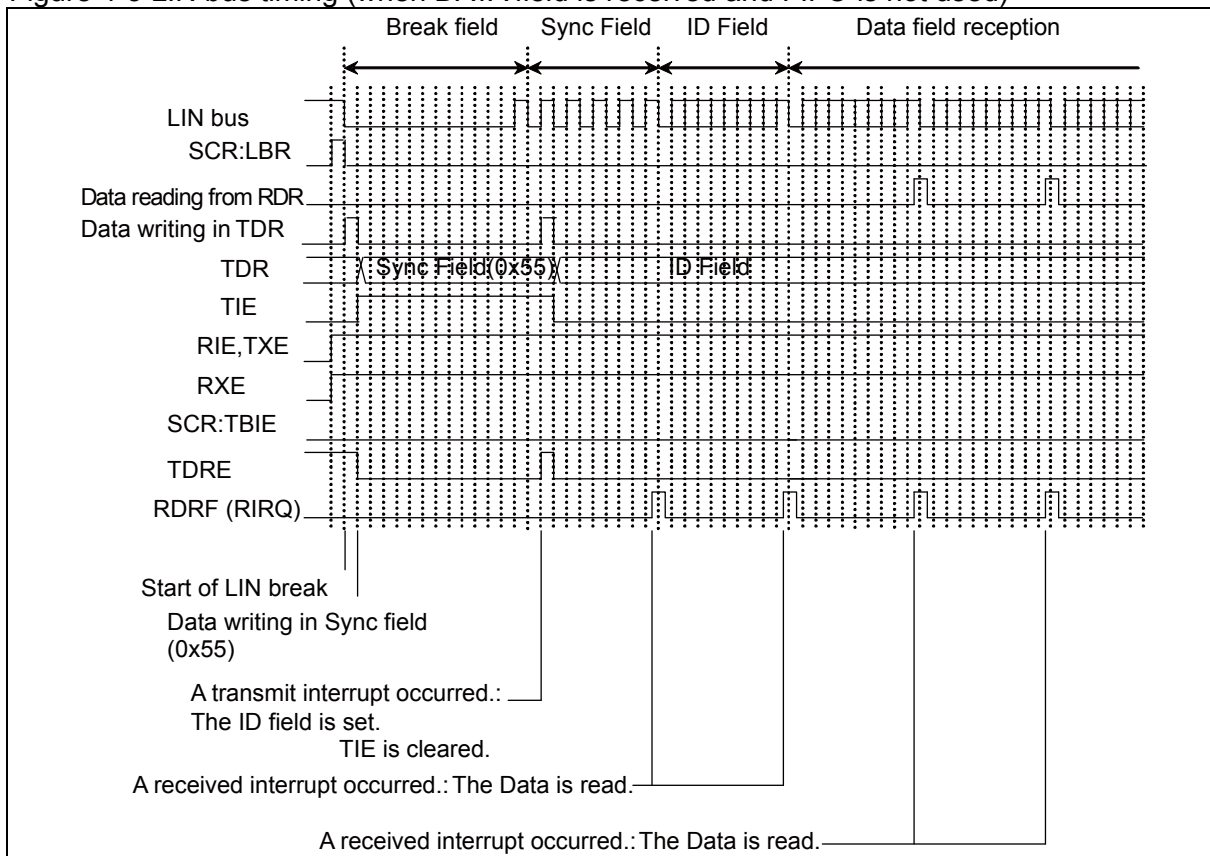 Break field Sync Field ID Field Data field reception
LIN bus
SCR:LBR
Data reading from RDR
Data writing in TDR
TDR Sync Field(0x55) ID Field
TIE
RIE,TXE
RXE
SCR:TBIE
TDRE
RDRF (RIRQ)
Start of LIN break
Data writing in Sync field
(0x55)
A transmit interrupt occurred.:
The ID field is set.
TIE is cleared.
A received interrupt occurred.: The Data is read.
A received interrupt occurred.: The Data is read.